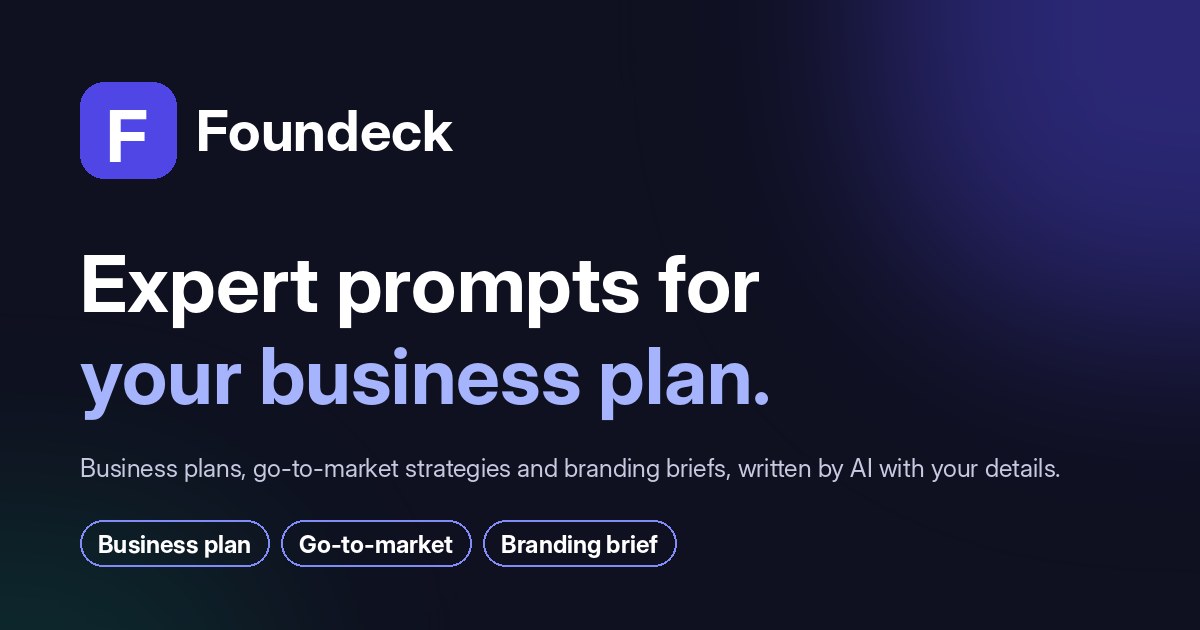 F Foundeck
Expert prompts for
your business plan.
Business plans, go-to-market strategies and branding briefs, written by AI with your details.
Business plan Go-to-market Branding brief